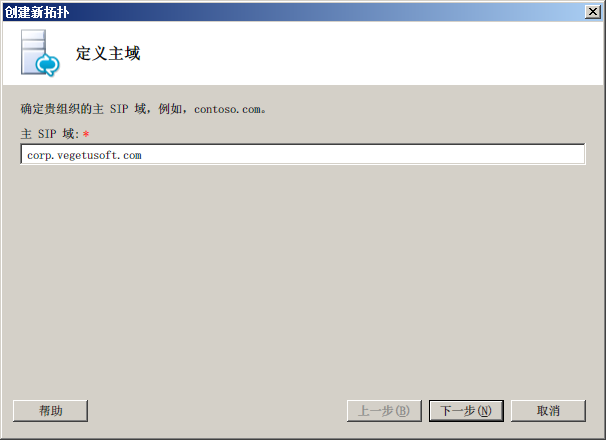 创建新拓扑
定义主域
确定贵组织的主 SIP 域，例如，contoso.com。
主 SIP 域:*
corp.vegetusoft.com
帮助 上一步(B) 下一步(N) 取消